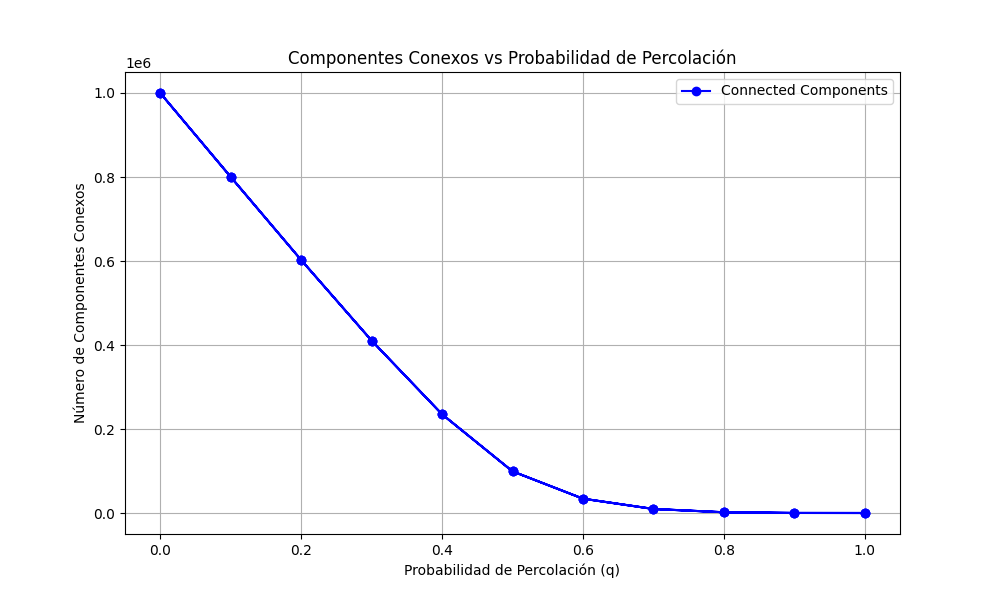 Componentes Conexos vs Probabilidad de Percolación
1e6
Connected Components
1.0
0.8
0.6
0.4
0.2
0.0
Número de Componentes Conexos
0.0 0.2 0.4 0.6 0.8 1.0
Probabilidad de Percolación (q)